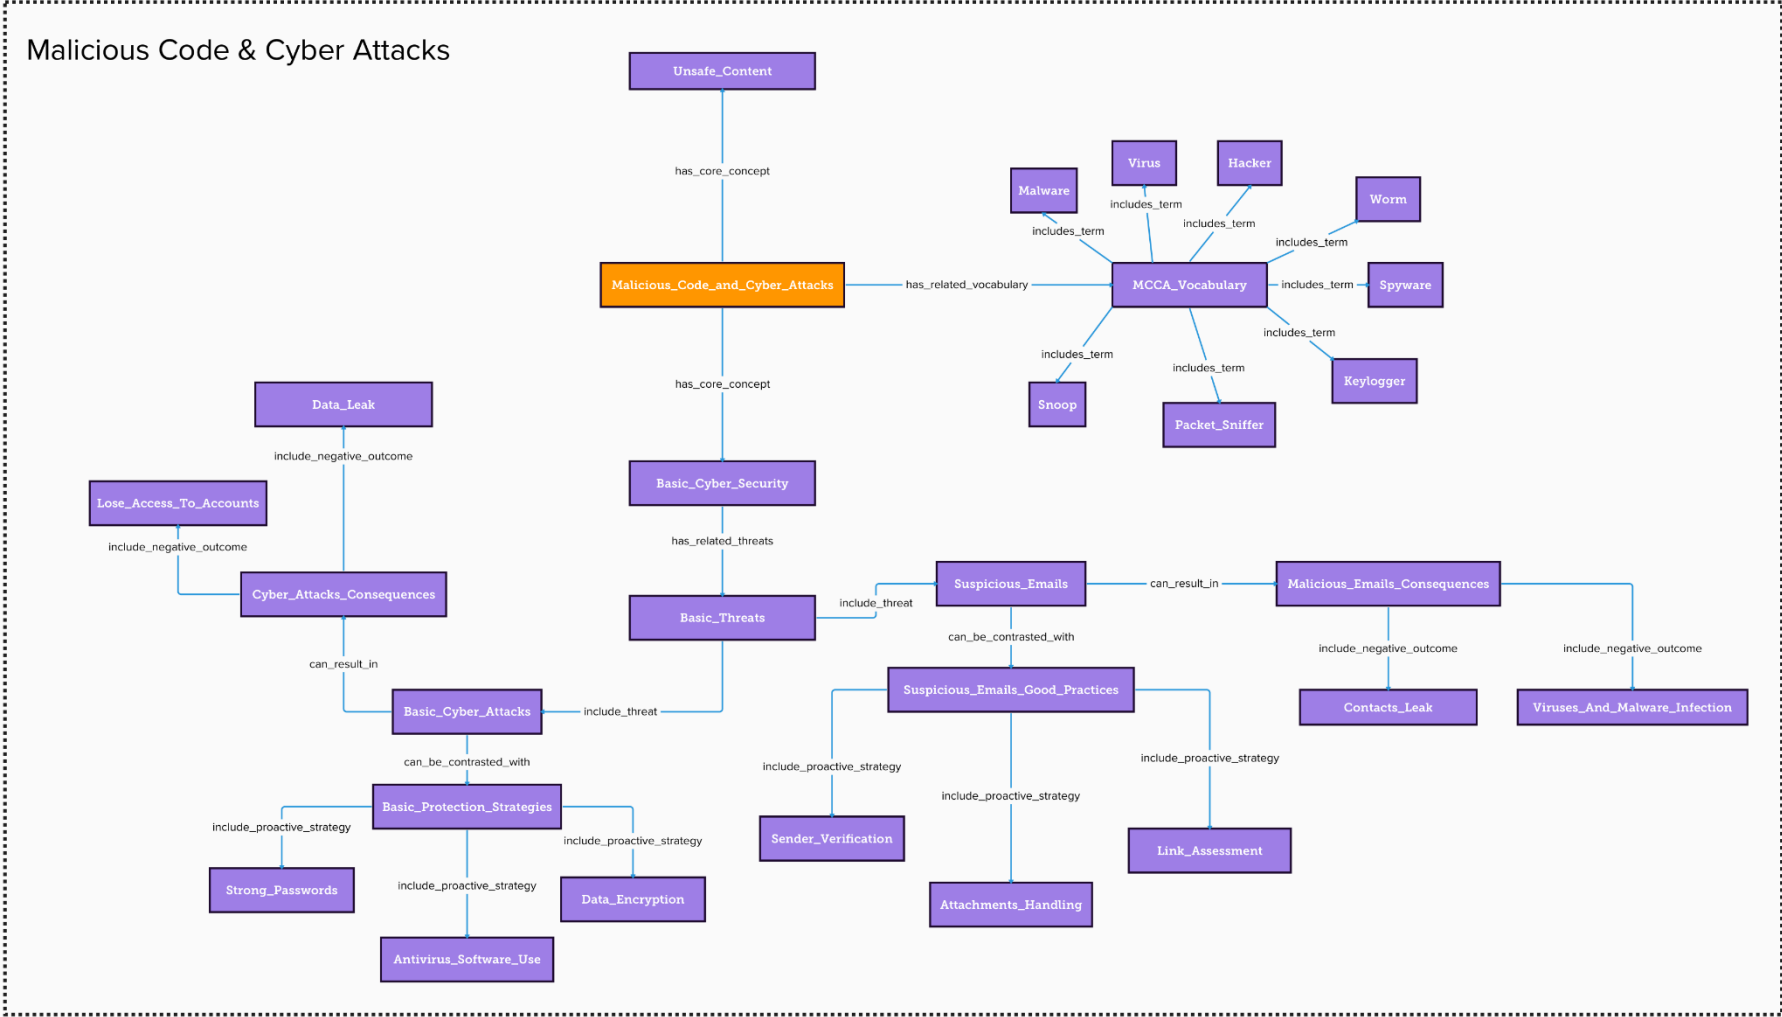 Malicious Code & Cyber Attacks
Unsafe_Content
has_core_concept
Malicious_Code_and_Cyber_Attacks
has_related_vocabulary
MCCA_Vocabulary
includes_term
Malware
includes_term
Virus
includes_term
Hacker
includes_term
Worm
includes_term
Spyware
includes_term
Keylogger
includes_term
Packet_Sniffer
includes_term
Snoop
has_core_concept
Basic_Cyber_Security
has_related_threats
Basic_Threats
include_threat
Suspicious_Emails
can_result_in
Malicious_Emails_Consequences
include_negative_outcome
Contacts_Leak
include_negative_outcome
Viruses_And_Malware_Infection
can_be_contrasted_with
Suspicious_Emails_Good_Practices
include_proactive_strategy
Sender_Verification
include_proactive_strategy
Attachments_Handling
include_proactive_strategy
Link_Assessment
include_threat
Basic_Cyber_Attacks
can_result_in
Cyber_Attacks_Consequences
include_negative_outcome
Data_Leak
include_negative_outcome
Lose_Access_To_Accounts
can_be_contrasted_with
Basic_Protection_Strategies
include_proactive_strategy
Strong_Passwords
include_proactive_strategy
Antivirus_Software_Use
include_proactive_strategy
Data_Encryption